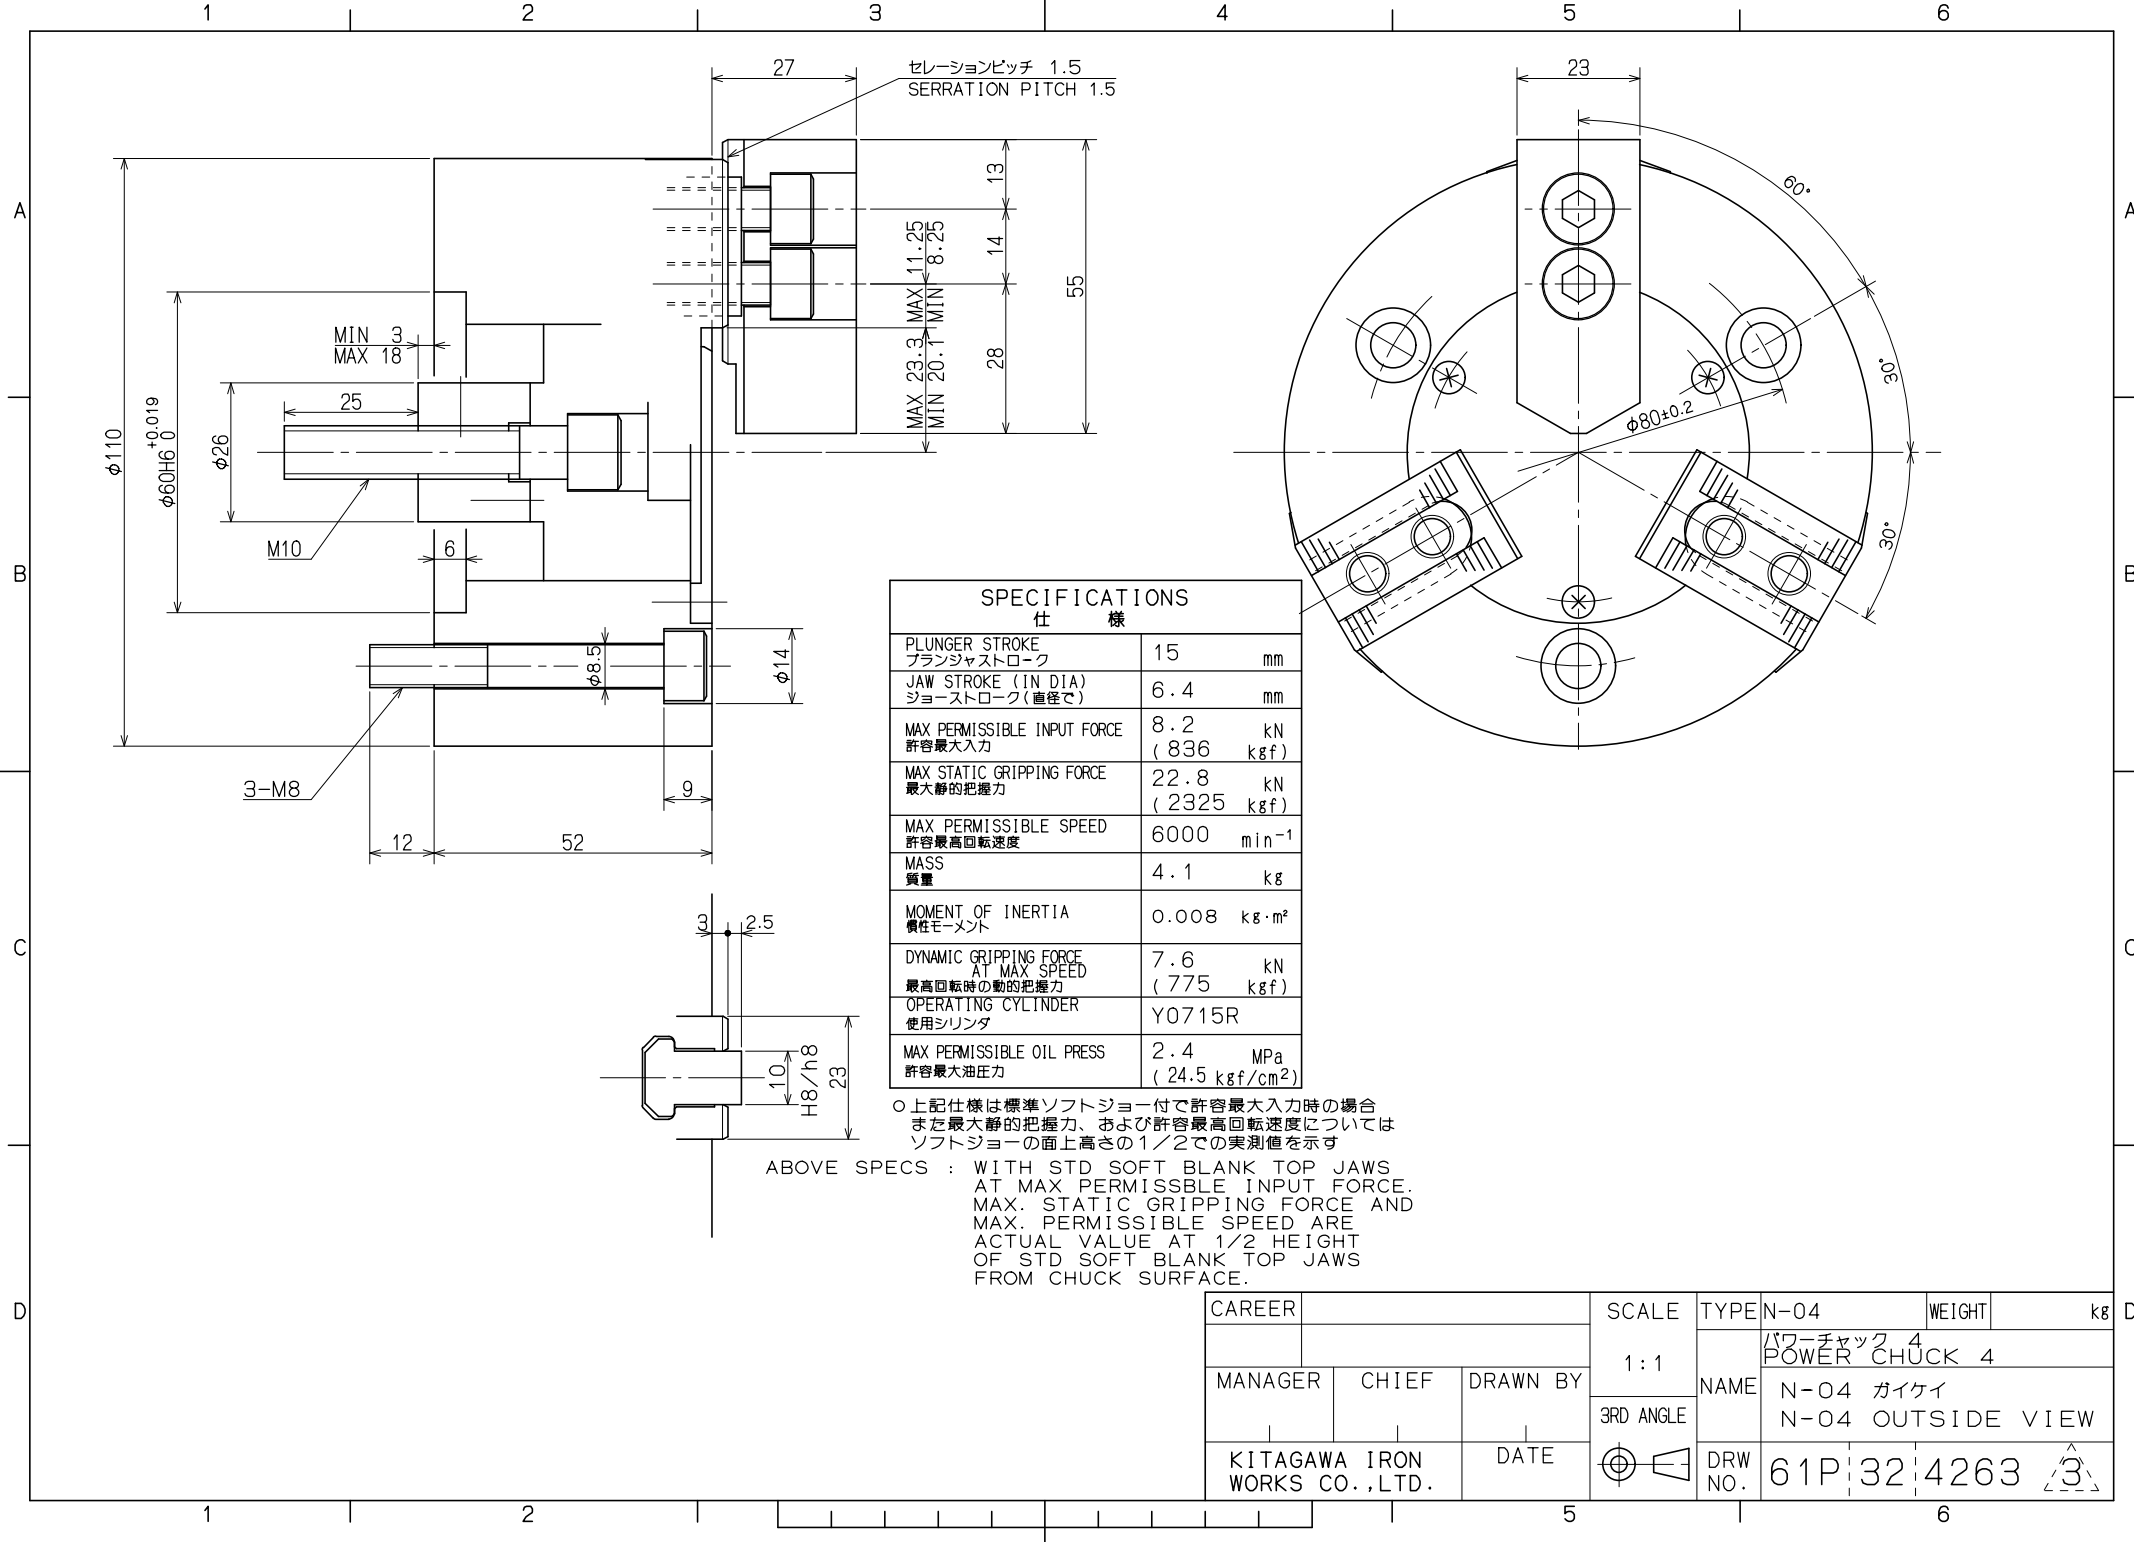 1 2 3 4 5 6
A
B
C
D
A
B
C
D
27
セレーションピッチ 1.5
SERRATION PITCH 1.5
13
14
28
55
MAX 11.25
MIN 8.25
MAX 23.3
MIN 20.1
MIN 3
MAX 18
25
φ110
φ60H6 +0.019 0
φ26
M10
6
φ8.5
φ14
3-M8
9
12
52
23
60°
30°
30°
φ80±0.2
3
2.5
10
H8/h8
23
SPECIFICATIONS
仕 様
PLUNGER STROKE
プランジャストローク
15 mm
JAW STROKE (IN DIA)
ジョーストローク(直径で)
6.4 mm
MAX PERMISSIBLE INPUT FORCE
許容最大入力
8.2 kN
(836 kgf)
MAX STATIC GRIPPING FORCE
最大静的把握力
22.8 kN
(2325 kgf)
MAX PERMISSIBLE SPEED
許容最高回転速度
6000 min⁻¹
MASS
質量
4.1 kg
MOMENT OF INERTIA
慣性モーメント
0.008 kg·m²
DYNAMIC GRIPPING FORCE
AT MAX SPEED
最高回転時の動的把握力
7.6 kN
(775 kgf)
OPERATING CYLINDER
使用シリンダ
Y0715R
MAX PERMISSIBLE OIL PRESS
許容最大油圧力
2.4 MPa
(24.5 kgf/cm²)
○上記仕様は標準ソフトジョー付で許容最大入力時の場合
また最大静的把握力、および許容最高回転速度については
ソフトジョーの面上高さの1/2での実測値を示す
ABOVE SPECS : WITH STD SOFT BLANK TOP JAWS
AT MAX PERMISSBLE INPUT FORCE.
MAX. STATIC GRIPPING FORCE AND
MAX. PERMISSIBLE SPEED ARE
ACTUAL VALUE AT 1/2 HEIGHT
OF STD SOFT BLANK TOP JAWS
FROM CHUCK SURFACE.
CAREER
MANAGER
CHIEF
DRAWN BY
KITAGAWA IRON
WORKS CO.,LTD.
DATE
SCALE
1:1
3RD ANGLE
TYPE N-04
WEIGHT kg
NAME
パワーチャック 4
POWER CHUCK 4
N-04 ガイケイ
N-04 OUTSIDE VIEW
DRW
NO.
61P 32 4263 3
1 2 5 6